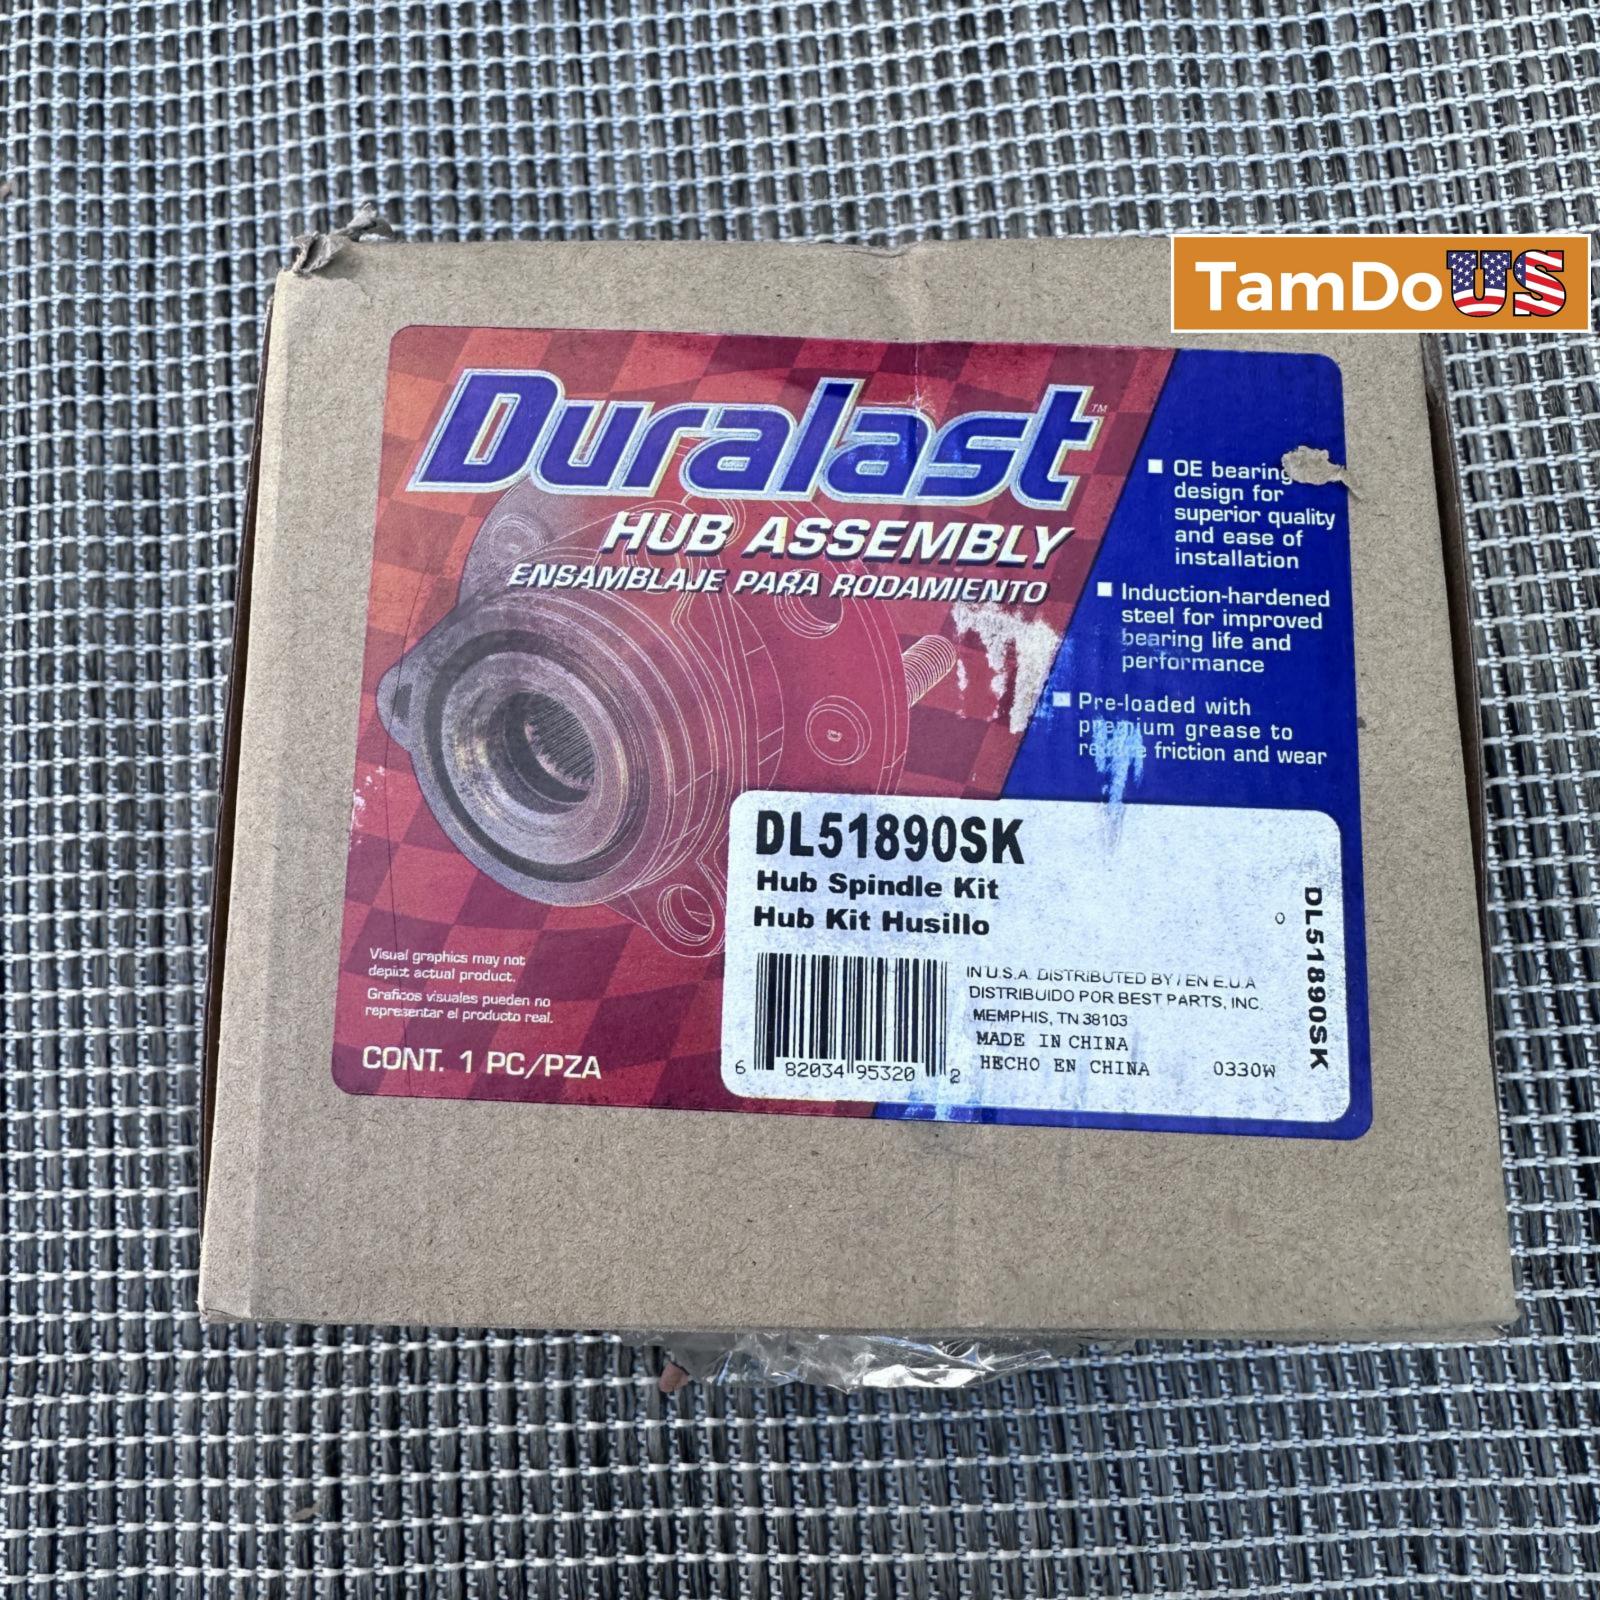 TamDoUS
Duralast™
HUB ASSEMBLY
ENSAMBLAJE PARA RODAMIENTO
■ OE bearing
design for
superior quality
and ease of
installation
■ Induction-hardened
steel for improved
bearing life and
performance
■ Pre-loaded with
premium grease to
reduce friction and wear
DL51890SK
Hub Spindle Kit
Hub Kit Husillo
DL51890SK
IN U.S.A. DISTRIBUTED BY / EN E.U.A
DISTRIBUIDO POR BEST PARTS, INC.
MEMPHIS, TN 38103
MADE IN CHINA
HECHO EN CHINA 0330W
6 82034 95320 2
Visual graphics may not
depict actual product.
Graficos visuales pueden no
representar el producto real.
CONT. 1 PC/PZA